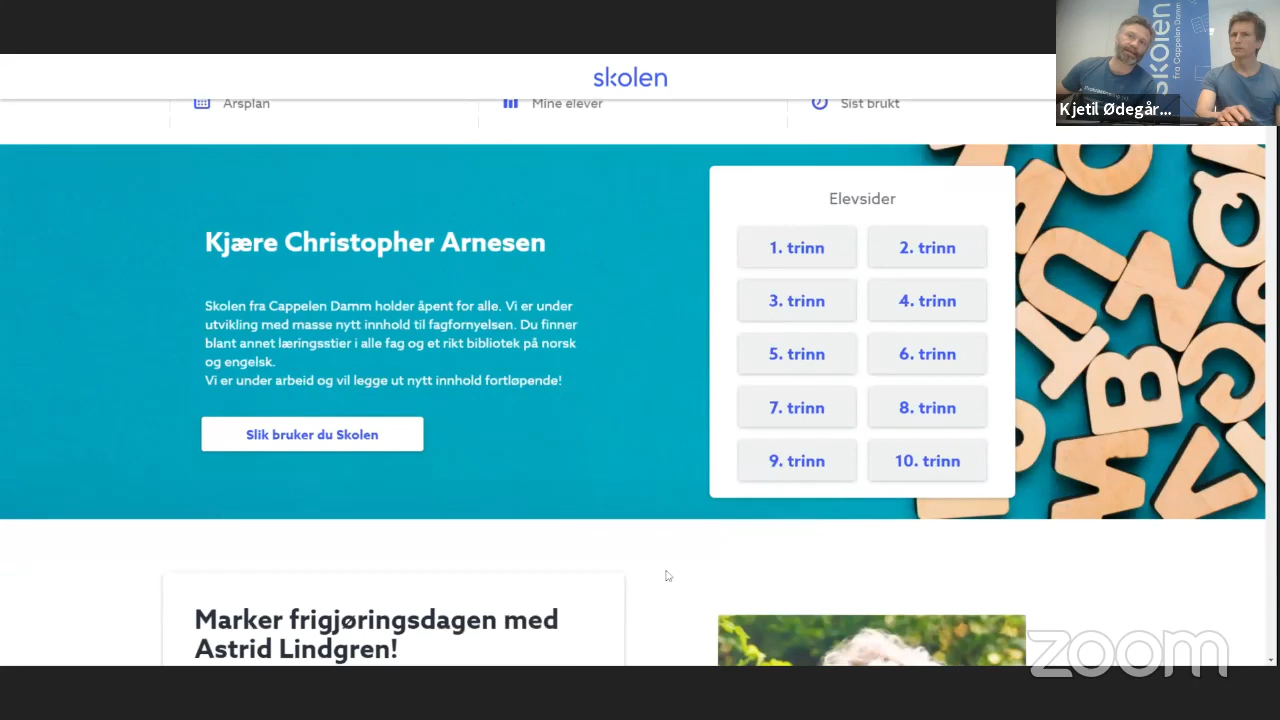 skolen
Årsplan
Mine elever
Sist brukt
skolen
fra Cappelen Damm
Kjetil Ødegår...
Kjære Christopher Arnesen
Skolen fra Cappelen Damm holder åpent for alle. Vi er under
utvikling med masse nytt innhold til fagfornyelsen. Du finner
blant annet læringsstier i alle fag og et rikt bibliotek på norsk
og engelsk.
Vi er under arbeid og vil legge ut nytt innhold fortløpende!
Slik bruker du Skolen
Elevsider
1. trinn
2. trinn
3. trinn
4. trinn
5. trinn
6. trinn
7. trinn
8. trinn
9. trinn
10. trinn
Marker frigjøringsdagen med
Astrid Lindgren!
zoom